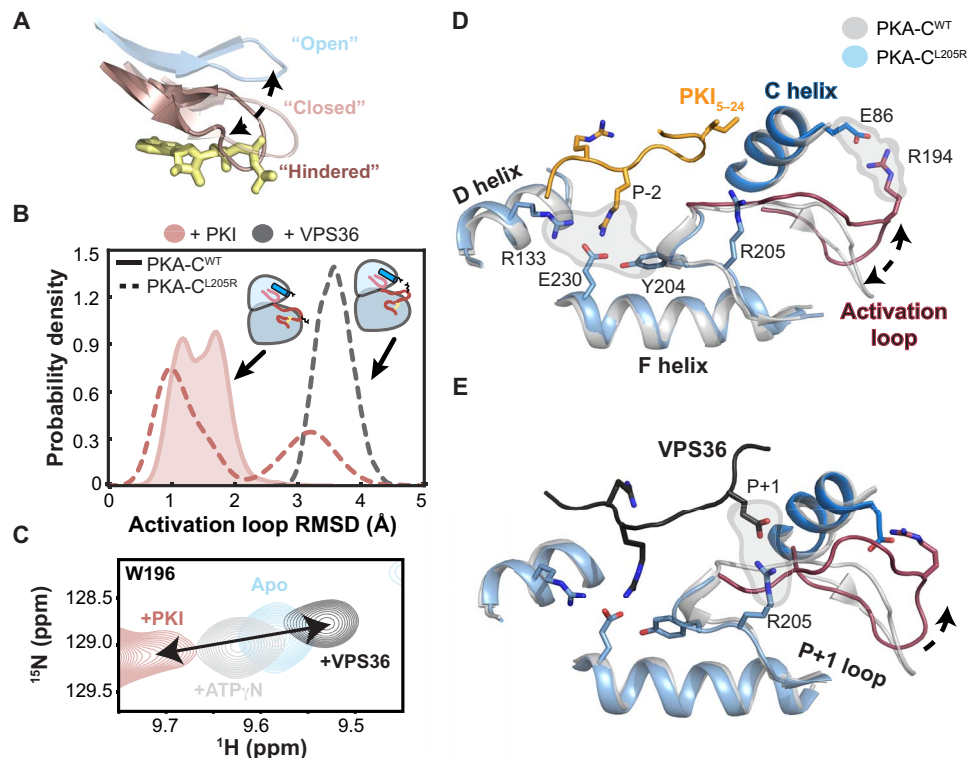 A
"Open"
"Closed"
"Hindered"
B
+ PKI + VPS36
PKA-C^WT
PKA-C^L205R
Probability density
1.5
1.2
0.9
0.6
0.3
0
0 1 2 3 4 5
Activation loop RMSD (Å)
C
W196
Apo
+PKI
+ATPγN
+VPS36
128.5
129.0
129.5
¹⁵N (ppm)
9.7 9.6 9.5
¹H (ppm)
D
PKA-C^WT
PKA-C^L205R
PKI₅₋₂₄
C helix
E86
R194
D helix
P-2
R133
E230
Y204
R205
Activation
loop
F helix
E
VPS36
P+1
R205
P+1 loop